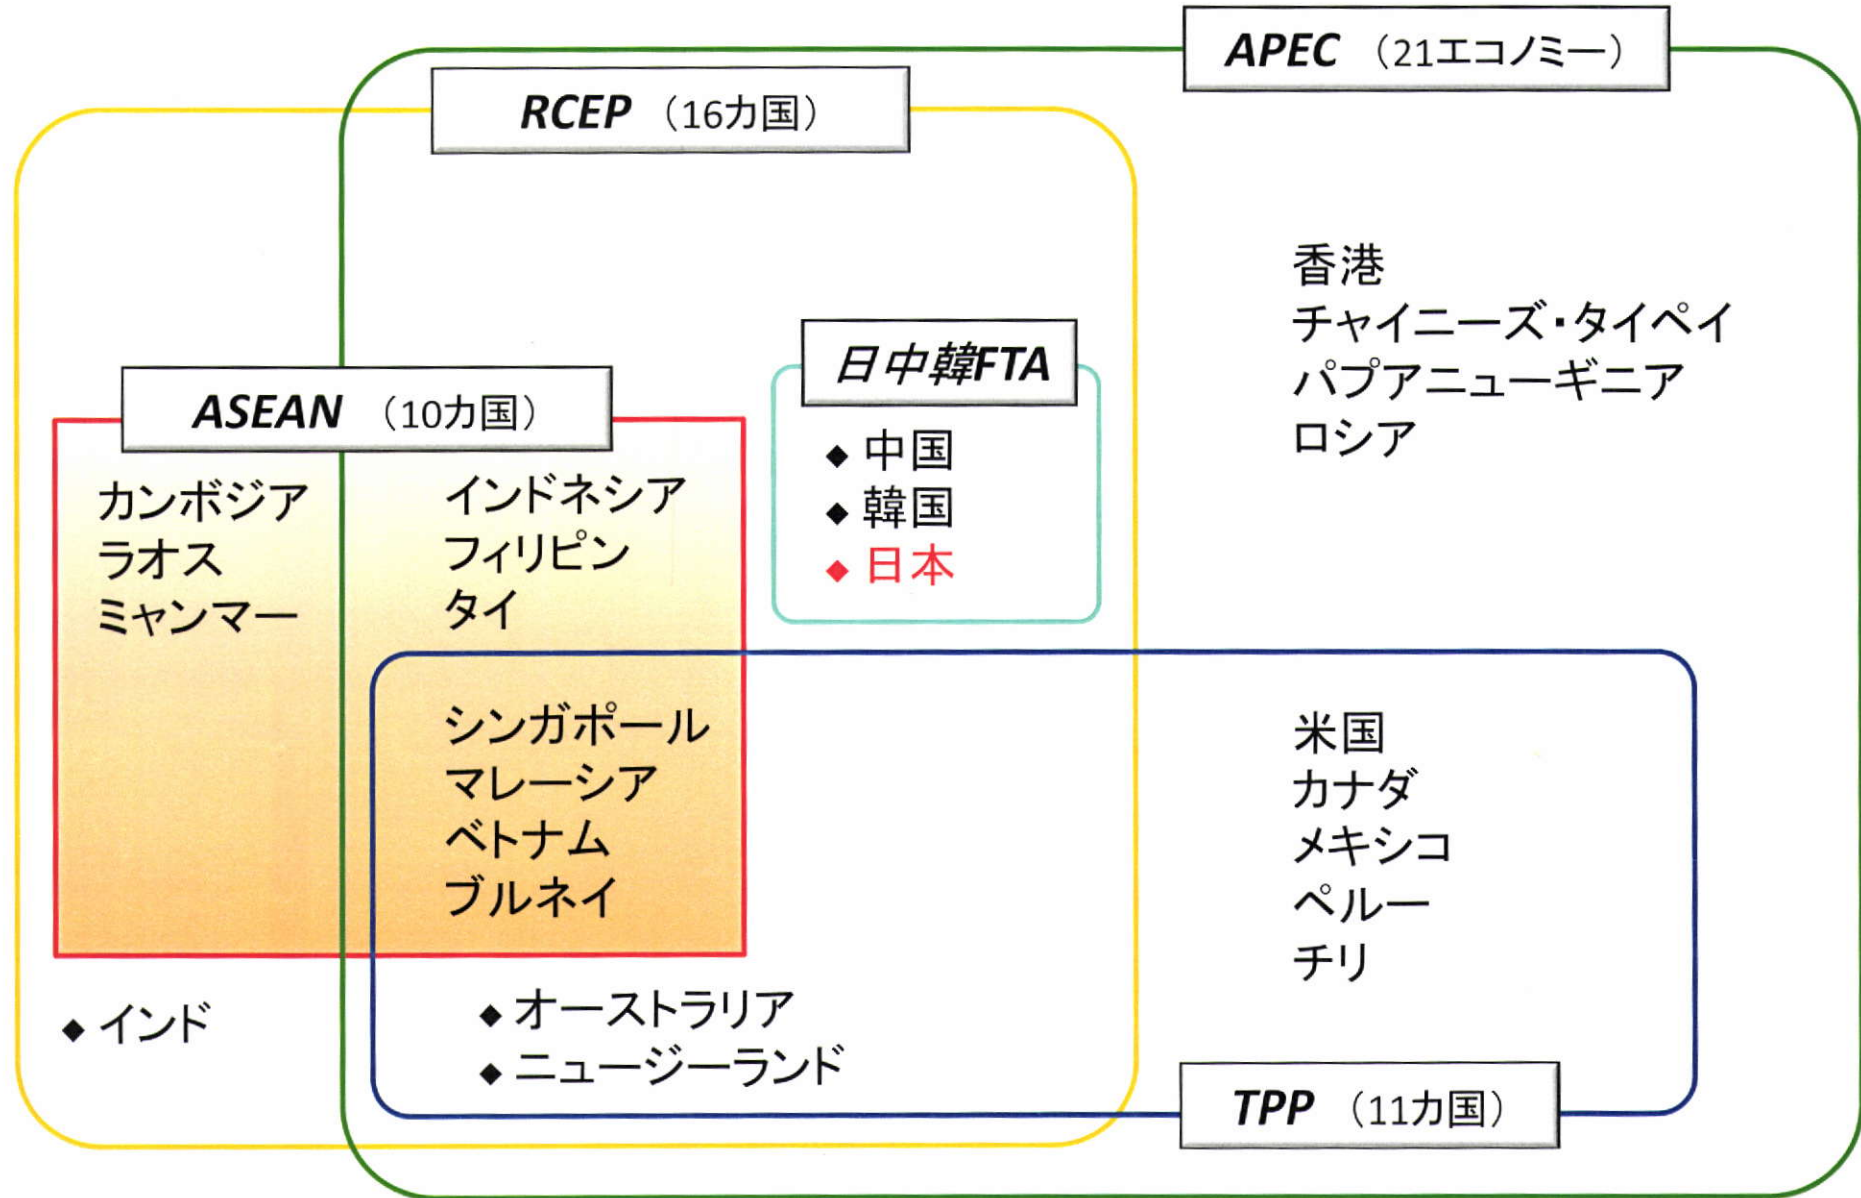 APEC （21エコノミー）
RCEP （16カ国）
香港
チャイニーズ・タイペイ
パプアニューギニア
ロシア
日中韓FTA
◆ 中国
◆ 韓国
◆ 日本
ASEAN （10カ国）
カンボジア
ラオス
ミャンマー
インドネシア
フィリピン
タイ
シンガポール
マレーシア
ベトナム
ブルネイ
米国
カナダ
メキシコ
ペルー
チリ
◆ インド
◆ オーストラリア
◆ ニュージーランド
TPP （11カ国）